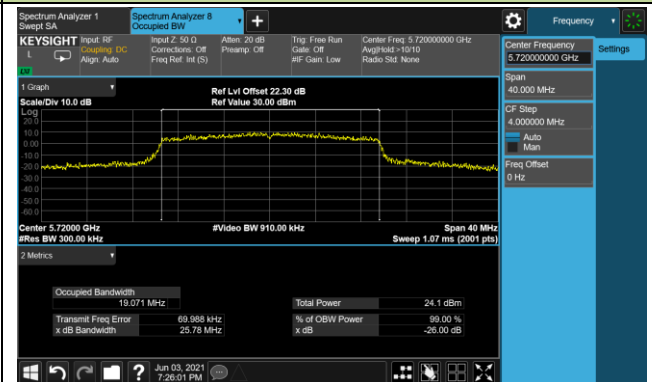 Spectrum Analyzer 1
Swept SA
Spectrum Analyzer 8
Occupied BW
+
Frequency
KEYSIGHT
L
Input: RF
Coupling: DC
Align: Auto
Input Z: 50 Ω
Corrections: Off
Freq Ref: Int (S)
Atten: 20 dB
Preamp: Off
Trig: Free Run
Gate: Off
#IF Gain: Low
Center Freq: 5.720000000 GHz
Avg|Hold:>10/10
Radio Std: None
Center Frequency
5.720000000 GHz
Settings
Span
40.000 MHz
CF Step
4.000000 MHz
Auto
Man
Freq Offset
0 Hz
1 Graph
Scale/Div 10.0 dB
Ref Lvl Offset 22.30 dB
Ref Value 30.00 dBm
Log
20.0
10.0
0.00
-10.0
-20.0
-30.0
-40.0
-50.0
-60.0
Center 5.72000 GHz
#Video BW 910.00 kHz
Span 40 MHz
#Res BW 300.00 kHz
Sweep 1.07 ms (2001 pts)
2 Metrics
Occupied Bandwidth
19.071 MHz
Total Power 24.1 dBm
Transmit Freq Error 69.988 kHz
% of OBW Power 99.00 %
x dB Bandwidth 25.78 MHz
x dB -26.00 dB
?
Jun 03, 2021
7:26:01 PM